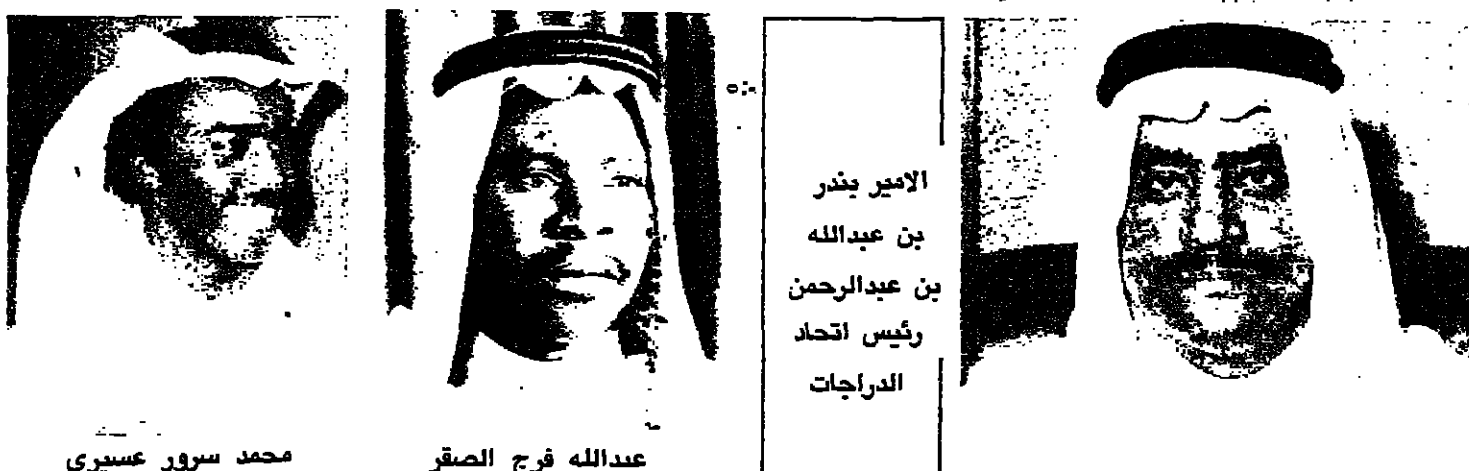 الامير بندر
بن عبدالله
بن عبدالرحمن
رئيس اتحاد
الدراجات
عبدالله فرج الصقر
محمد سرور عسيري